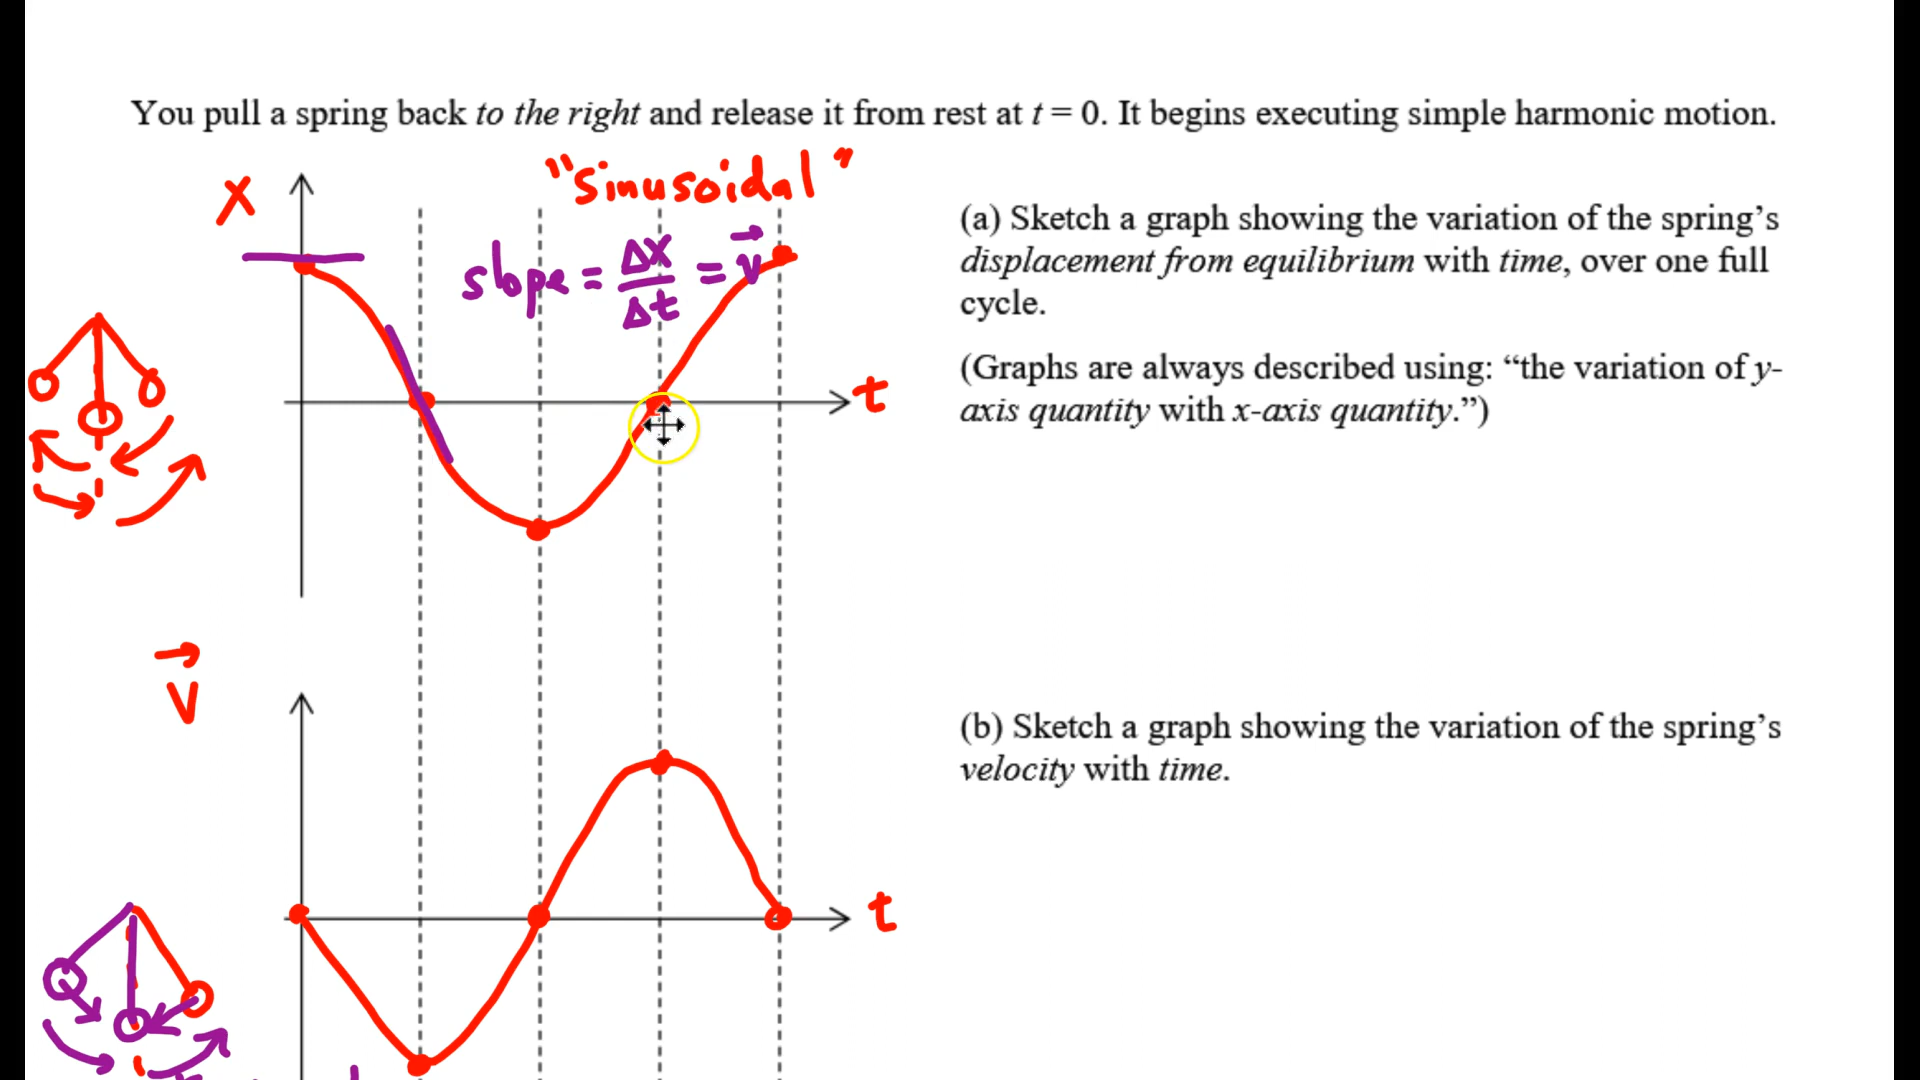 You pull a spring back to the right and release it from rest at t = 0. It begins executing simple harmonic motion.
X
"Sinusoidal"
slope = Δx/Δt = v⃗
t
(a) Sketch a graph showing the variation of the spring's
displacement from equilibrium with time, over one full
cycle.
(Graphs are always described using: “the variation of y-
axis quantity with x-axis quantity.”)
v⃗
(b) Sketch a graph showing the variation of the spring's
velocity with time.
t